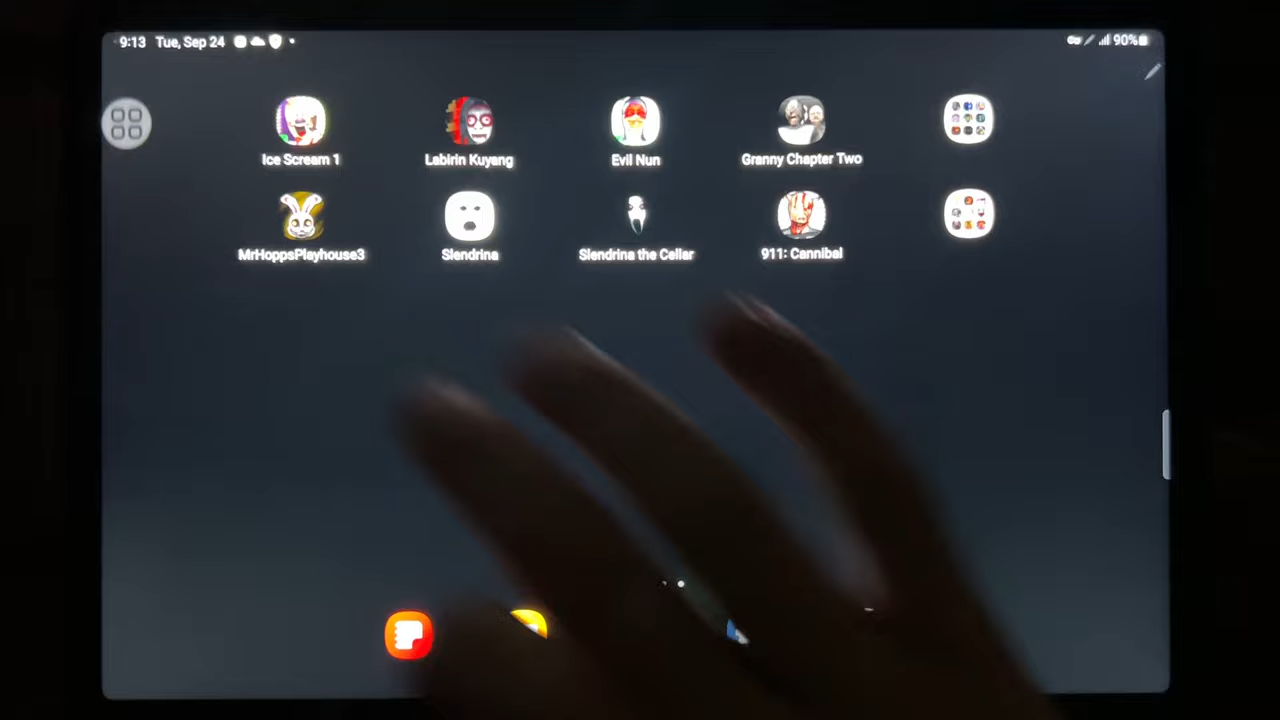 9:13 Tue, Sep 24
90%
Ice Scream 1
Labirin Kuyang
Evil Nun
Granny Chapter Two
MrHoppsPlayhouse3
Slendrina
Slendrina the Cellar
911: Cannibal